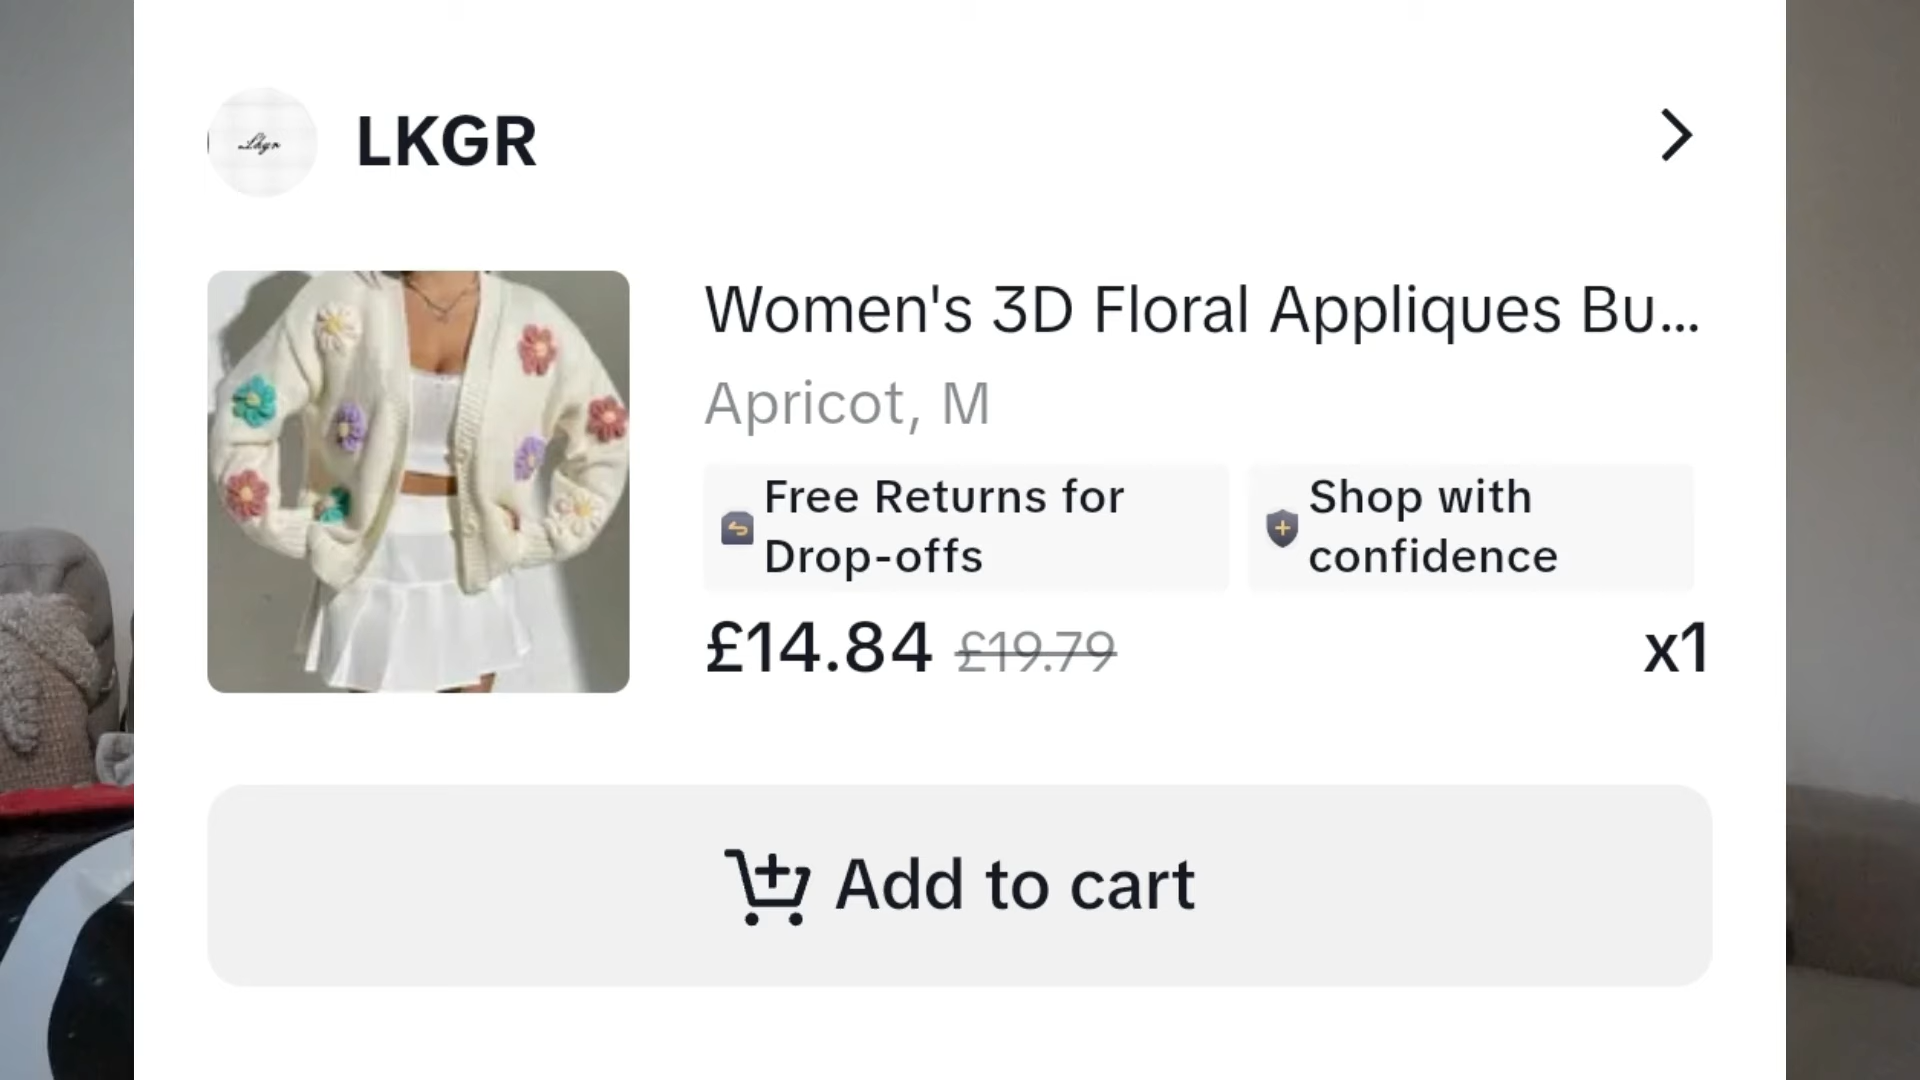 Lkgr
LKGR
Women's 3D Floral Appliques Bu...
Apricot, M
Free Returns for
Drop-offs
Shop with
confidence
£14.84 £19.79
x1
Add to cart